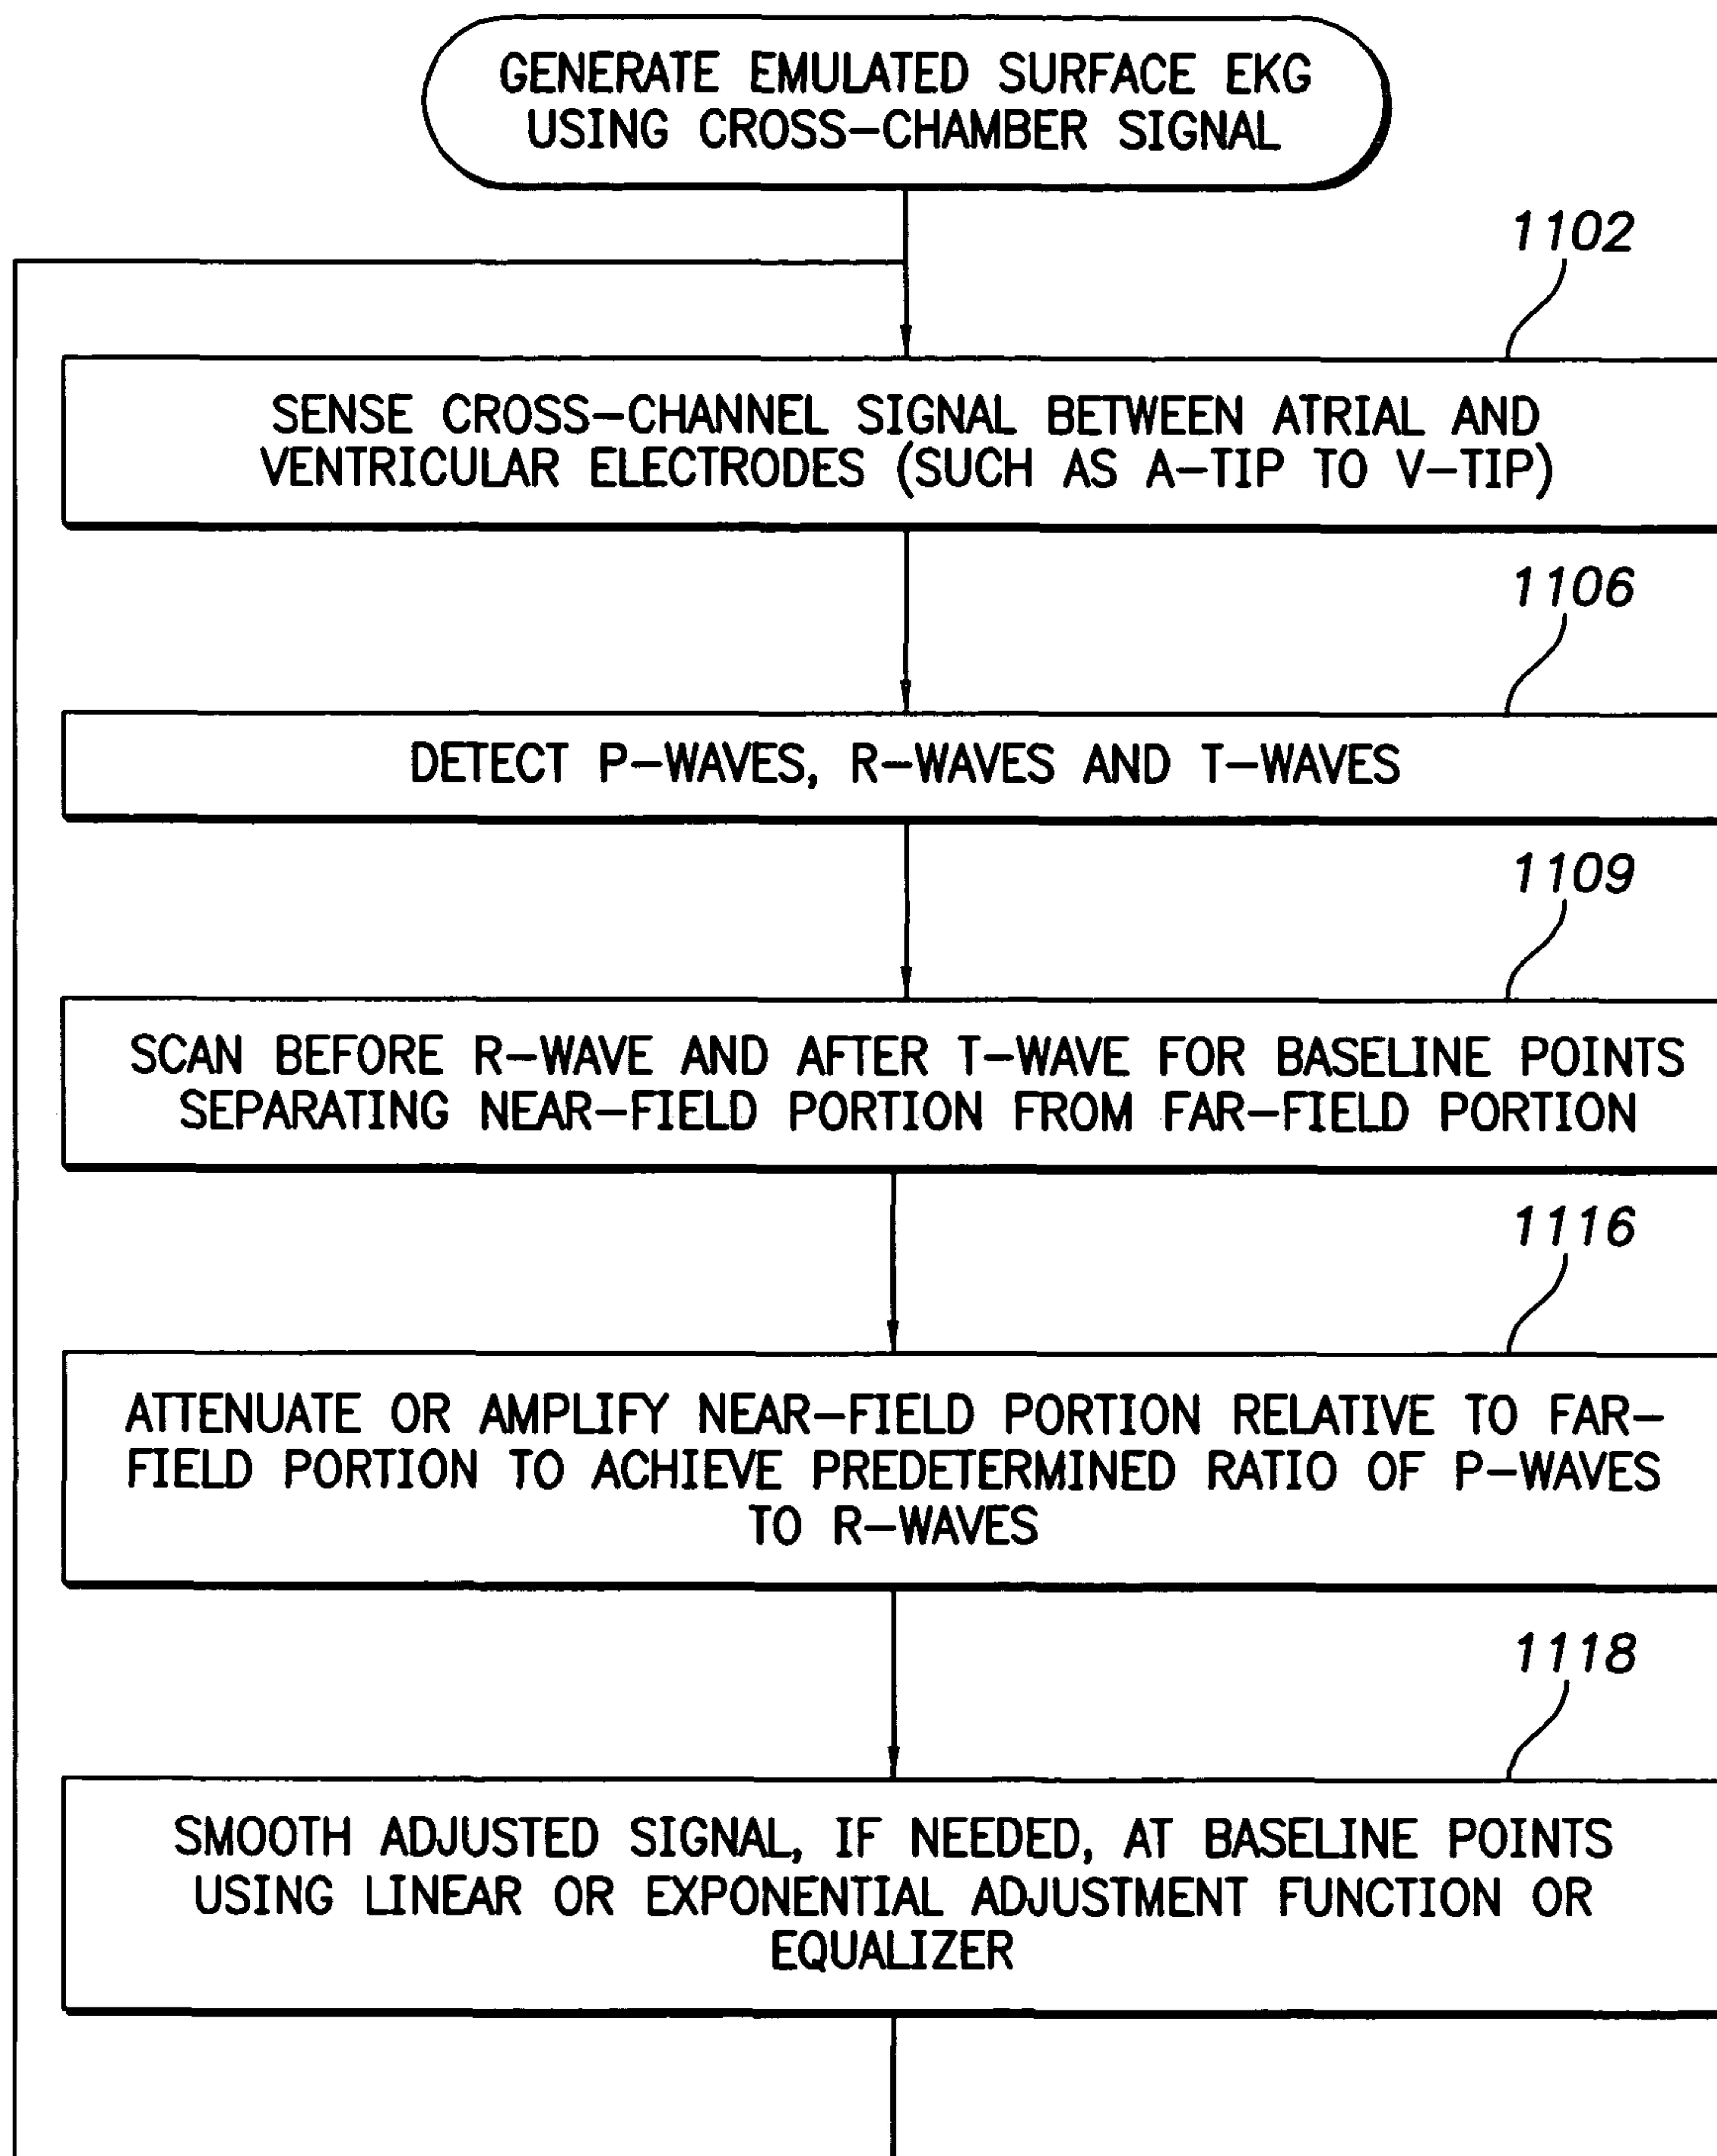 GENERATE EMULATED SURFACE EKG
USING CROSS-CHAMBER SIGNAL
1102
SENSE CROSS-CHANNEL SIGNAL BETWEEN ATRIAL AND
VENTRICULAR ELECTRODES (SUCH AS A-TIP TO V-TIP)
1106
DETECT P-WAVES, R-WAVES AND T-WAVES
1109
SCAN BEFORE R-WAVE AND AFTER T-WAVE FOR BASELINE POINTS
SEPARATING NEAR-FIELD PORTION FROM FAR-FIELD PORTION
1116
ATTENUATE OR AMPLIFY NEAR-FIELD PORTION RELATIVE TO FAR-
FIELD PORTION TO ACHIEVE PREDETERMINED RATIO OF P-WAVES
TO R-WAVES
1118
SMOOTH ADJUSTED SIGNAL, IF NEEDED, AT BASELINE POINTS
USING LINEAR OR EXPONENTIAL ADJUSTMENT FUNCTION OR
EQUALIZER